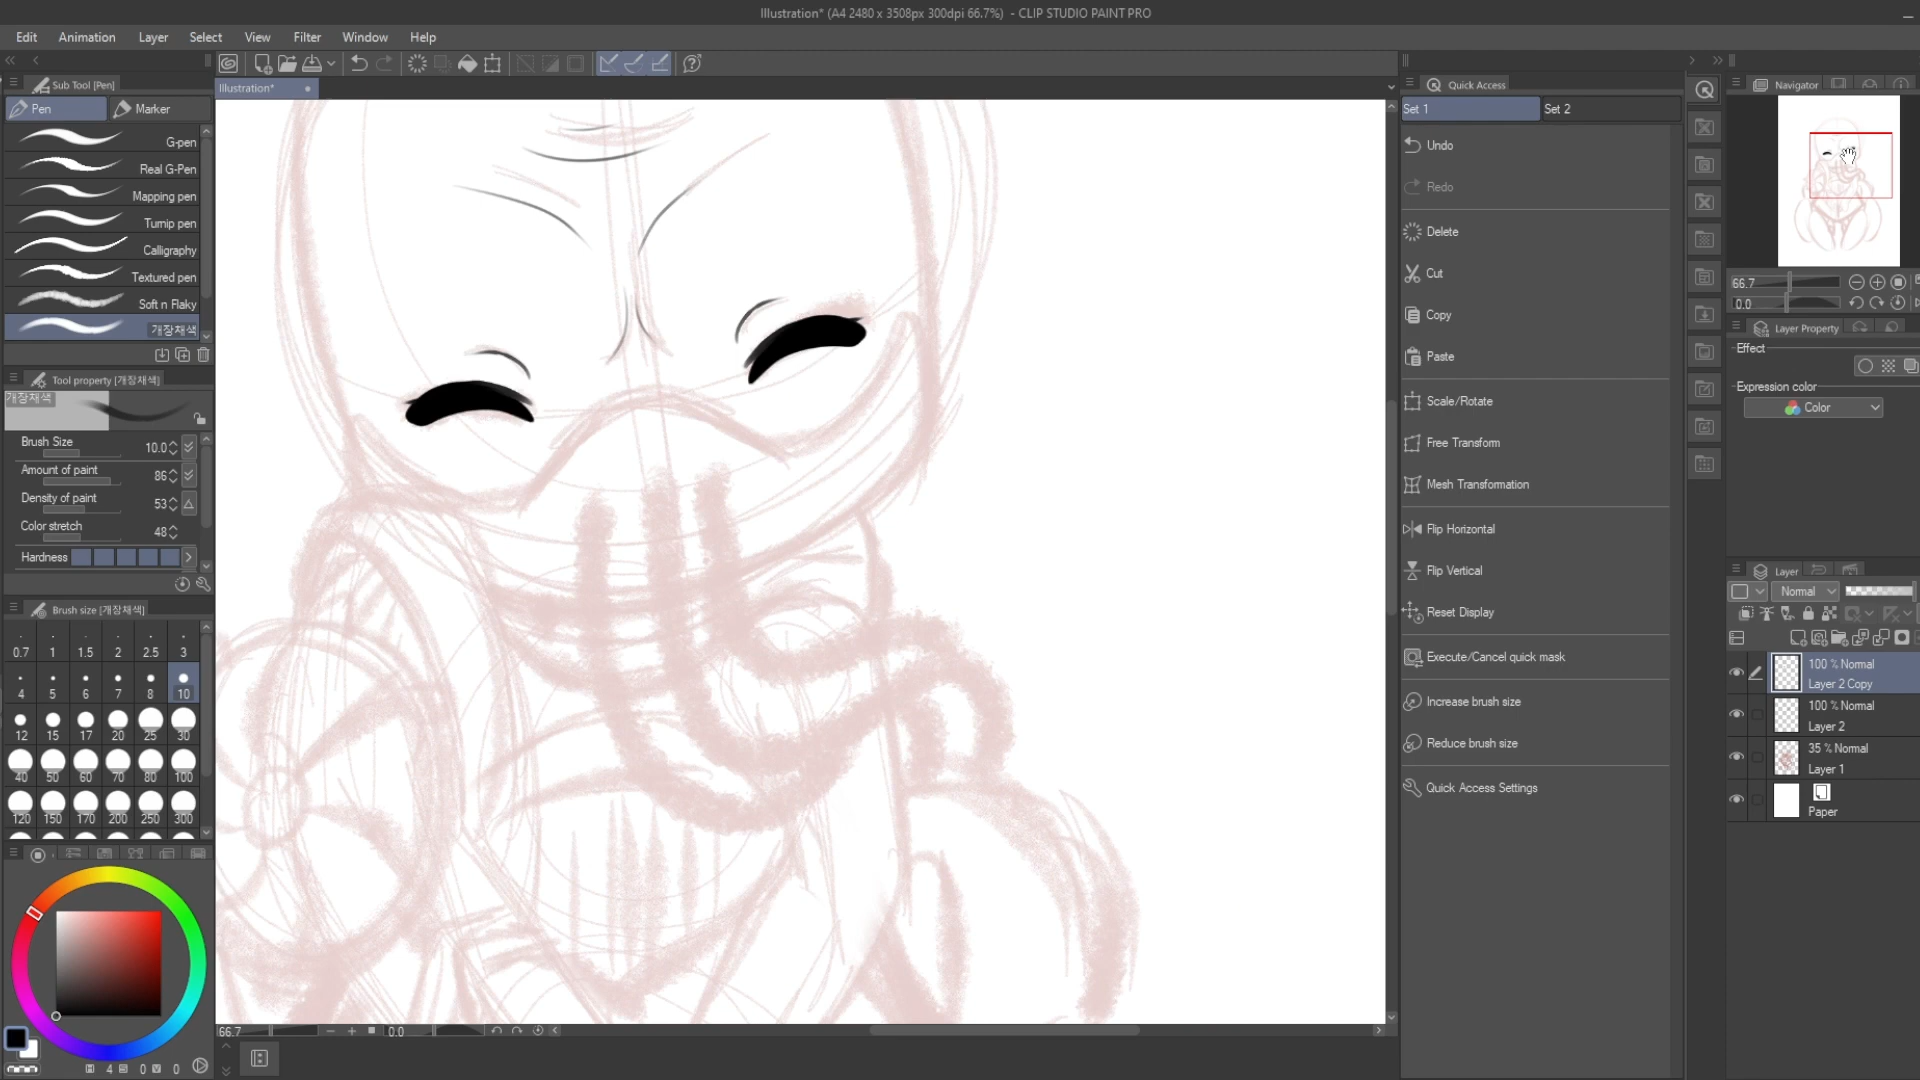 Illustration* (A4 2480 x 3508px 300dpi 66.7%) - CLIP STUDIO PAINT PRO
Edit Animation Layer Select View Filter Window Help
Sub Tool [Pen]
Pen Marker
G-pen
Real G-Pen
Mapping pen
Turnip pen
Calligraphy
Textured pen
Soft n Flaky
개장채색
Tool property [개장채색]
개장채색
Brush Size 10.0
Amount of paint 86
Density of paint 53
Color stretch 48
Hardness
Brush size [개장채색]
0.7 1 1.5 2 2.5 3
4 5 6 7 8 10
12 15 17 20 25 30
40 50 60 70 80 100
120 150 170 200 250 300
4 0 0
Illustration*
66.7 0.0
Quick Access
Set 1 Set 2
Undo
Redo
Delete
Cut
Copy
Paste
Scale/Rotate
Free Transform
Mesh Transformation
Flip Horizontal
Flip Vertical
Reset Display
Execute/Cancel quick mask
Increase brush size
Reduce brush size
Quick Access Settings
Navigator
66.7
0.0
Layer Property
Effect
Expression color
Color
Layer
Normal
100 % Normal
Layer 2 Copy
100 % Normal
Layer 2
35 % Normal
Layer 1
Paper